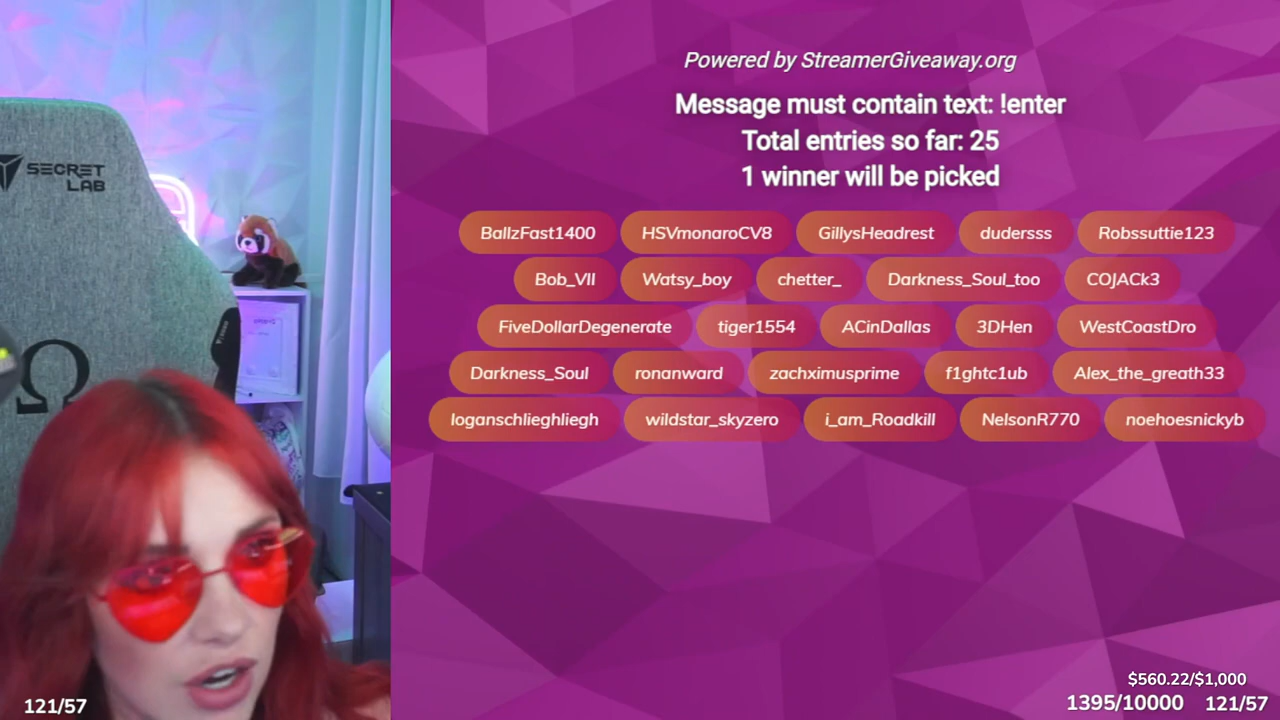 SECRET
LAB
Powered by StreamerGiveaway.org
Message must contain text: !enter
Total entries so far: 25
1 winner will be picked
BallzFast1400 HSVmonaroCV8 GillysHeadrest dudersss Robssuttie123
Bob_VII Watsy_boy chetter_ Darkness_Soul_too COJACk3
FiveDollarDegenerate tiger1554 ACinDallas 3DHen WestCoastDro
Darkness_Soul ronanward zachximusprime f1ghtc1ub Alex_the_greath33
loganschlieghliegh wildstar_skyzero i_am_Roadkill NelsonR770 noehoesnickyb
$560.22/$1,000
121/57
1395/10000 121/57